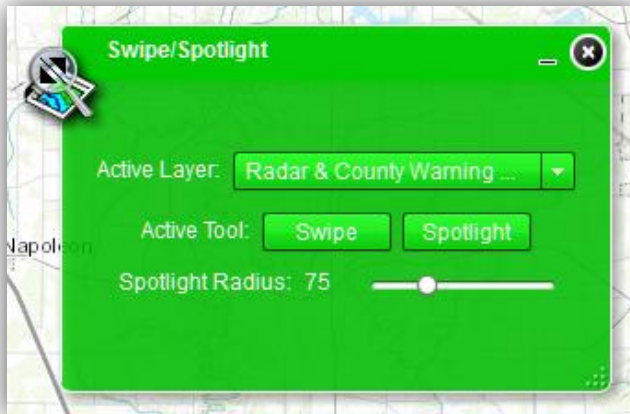 Swipe/Spotlight
Active Layer: Radar & County Warning ...
Active Tool: Swipe Spotlight
Napoleon
Spotlight Radius: 75